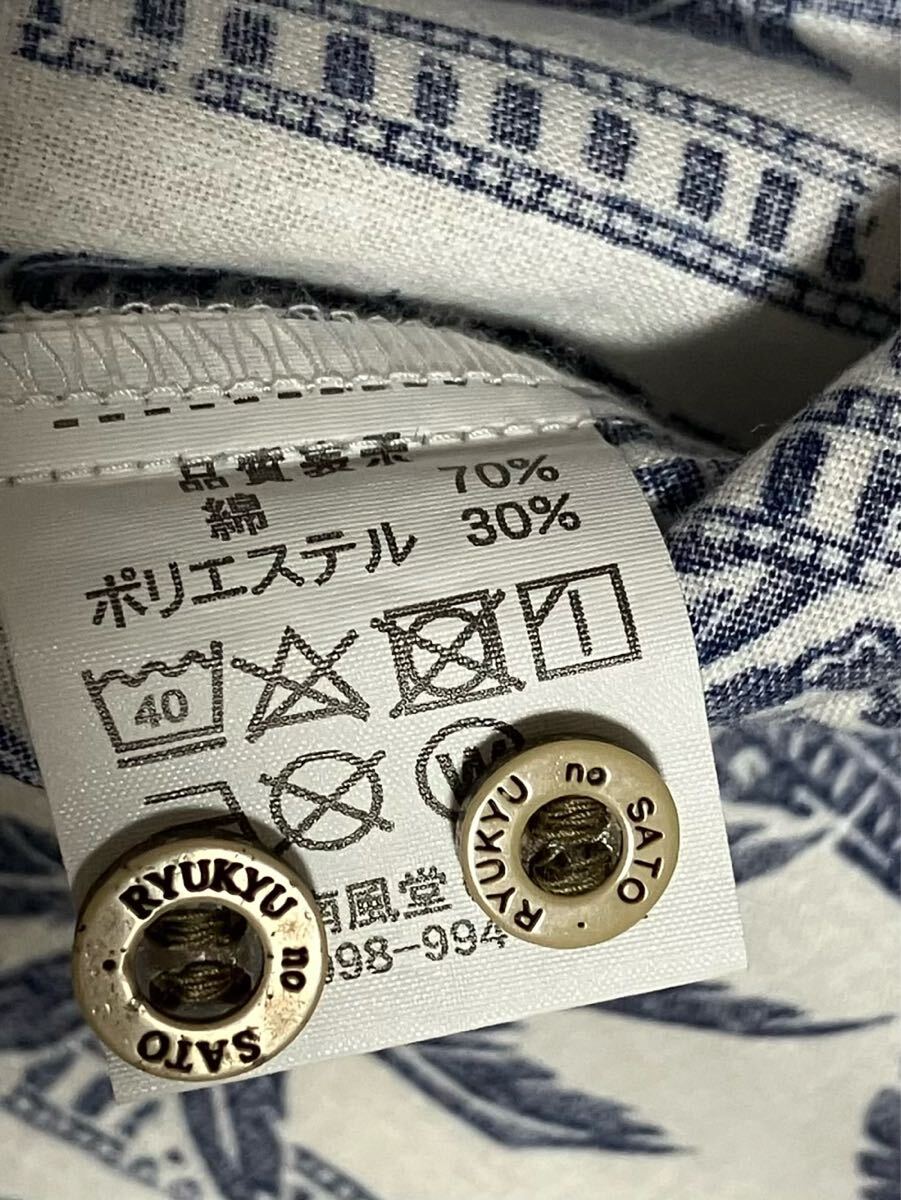 品質表示
綿 70%
ポリエステル 30%
40
W
南風堂
098-994
RYUKYU no SATO
RYUKYU no SATO